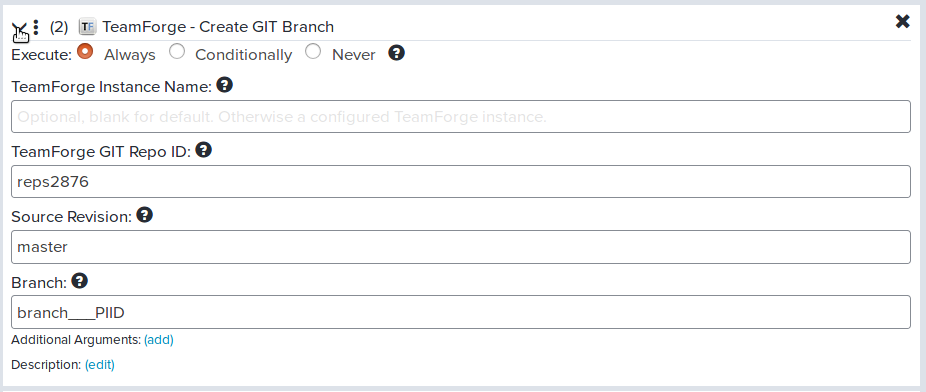 (2) TF TeamForge - Create GIT Branch
Execute: Always Conditionally Never ?
TeamForge Instance Name: ?
Optional, blank for default. Otherwise a configured TeamForge instance.
TeamForge GIT Repo ID: ?
reps2876
Source Revision: ?
master
Branch: ?
branch___PIID
Additional Arguments: (add)
Description: (edit)